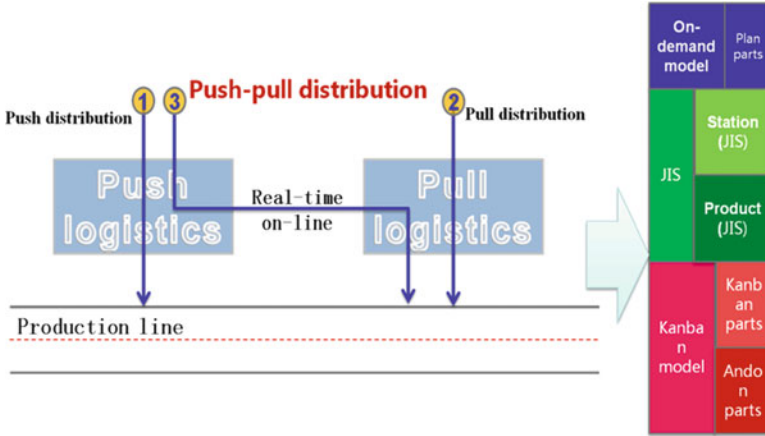 Push-pull distribution
1
3
2
Push distribution
Pull distribution
Push
logistics
Real-time
on-line
Pull
logistics
Production line
On-
demand
model
Plan
parts
JIS
Station
(JIS)
Product
(JIS)
Kanba
n
model
Kanb
an
parts
Ando
n
parts